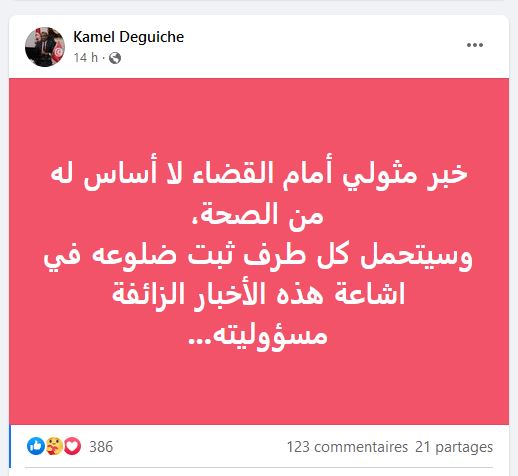 Kamel Deguiche
14 h ·
خبر مثولي أمام القضاء لا أساس له
من الصحة،
وسيتحمل كل طرف ثبت ضلوعه في
اشاعة هذه الأخبار الزائفة
مسؤوليته...
386
123 commentaires 21 partages